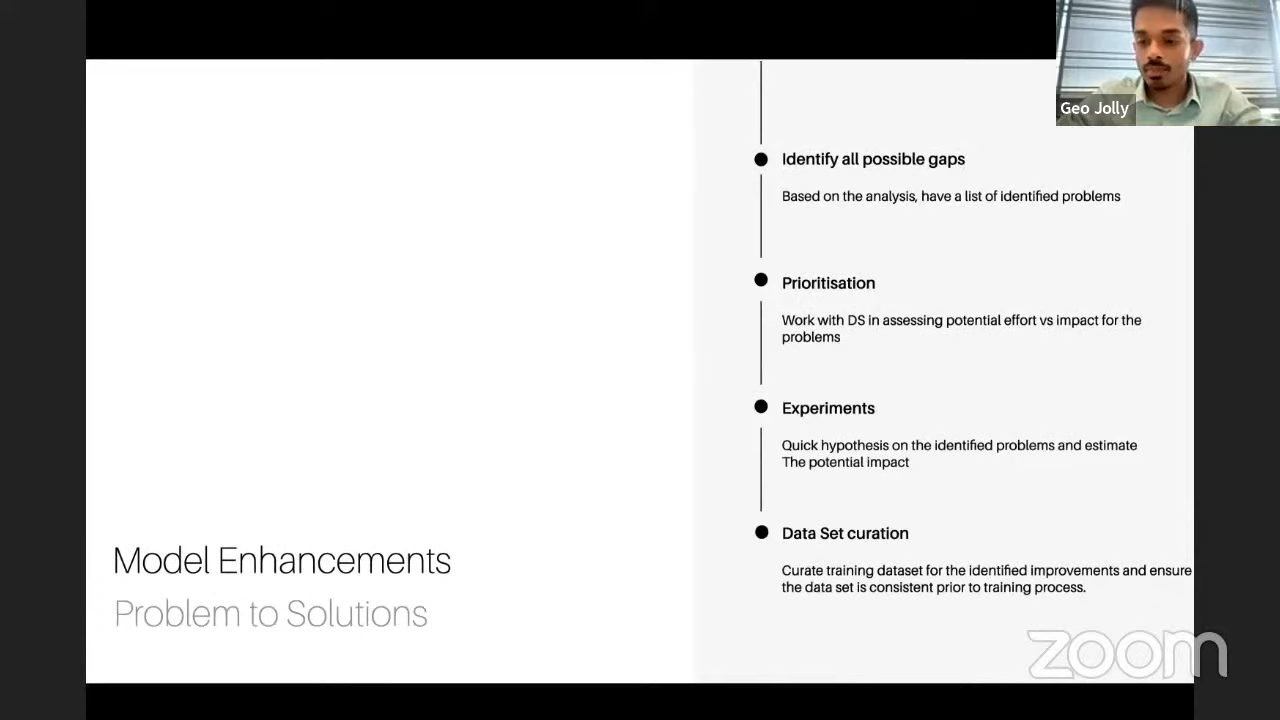 Geo Jolly
Identify all possible gaps
Based on the analysis, have a list of identified problems
Prioritisation
Work with DS in assessing potential effort vs impact for the
problems
Experiments
Quick hypothesis on the identified problems and estimate
The potential impact
Data Set curation
Curate training dataset for the identified improvements and ensure
the data set is consistent prior to training process.
Model Enhancements
Problem to Solutions
zoom